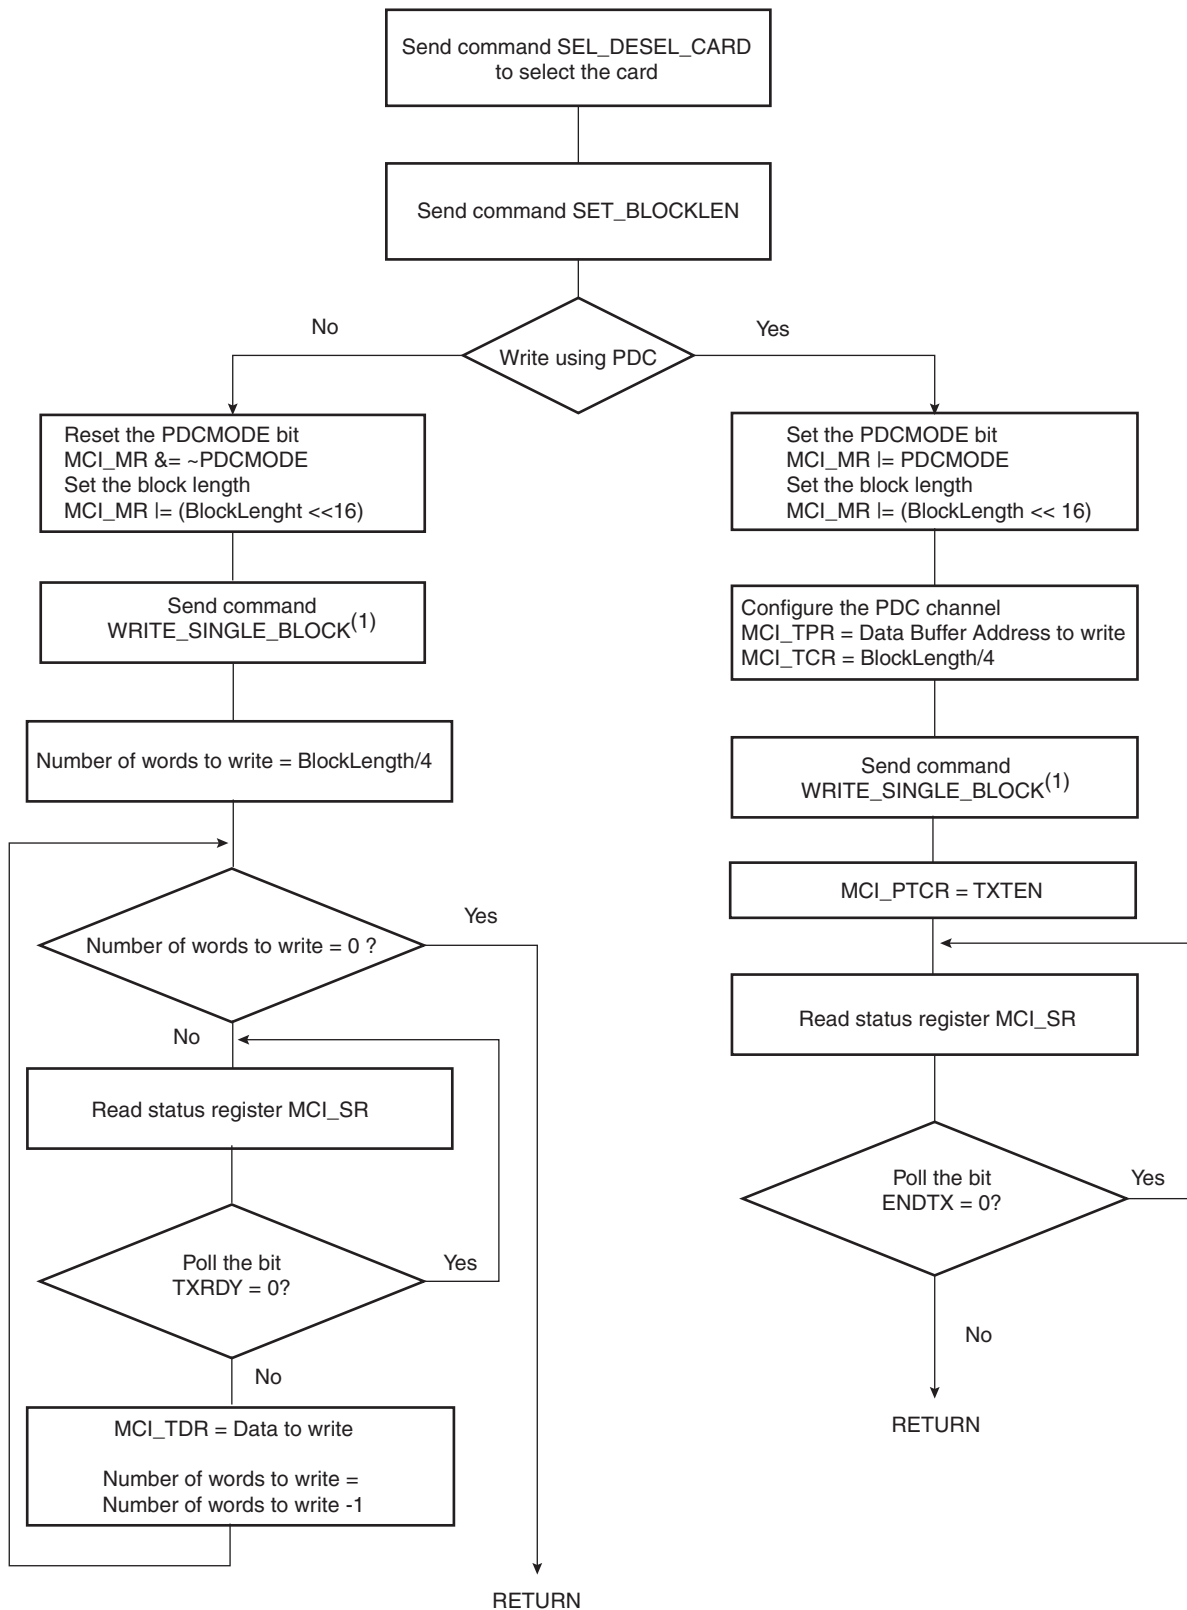 Send command SEL_DESEL_CARD
to select the card
Send command SET_BLOCKLEN
No
Yes
Write using PDC
Reset the PDCMODE bit
MCI_MR &= ~PDCMODE
Set the block length
MCI_MR |= (BlockLenght <<16)
Send command
WRITE_SINGLE_BLOCK(1)
Number of words to write = BlockLength/4
Number of words to write = 0 ?
Yes
No
Read status register MCI_SR
Poll the bit
TXRDY = 0?
Yes
No
MCI_TDR = Data to write
Number of words to write =
Number of words to write -1
RETURN
Set the PDCMODE bit
MCI_MR |= PDCMODE
Set the block length
MCI_MR |= (BlockLength << 16)
Configure the PDC channel
MCI_TPR = Data Buffer Address to write
MCI_TCR = BlockLength/4
Send command
WRITE_SINGLE_BLOCK(1)
MCI_PTCR = TXTEN
Read status register MCI_SR
Poll the bit
ENDTX = 0?
Yes
No
RETURN